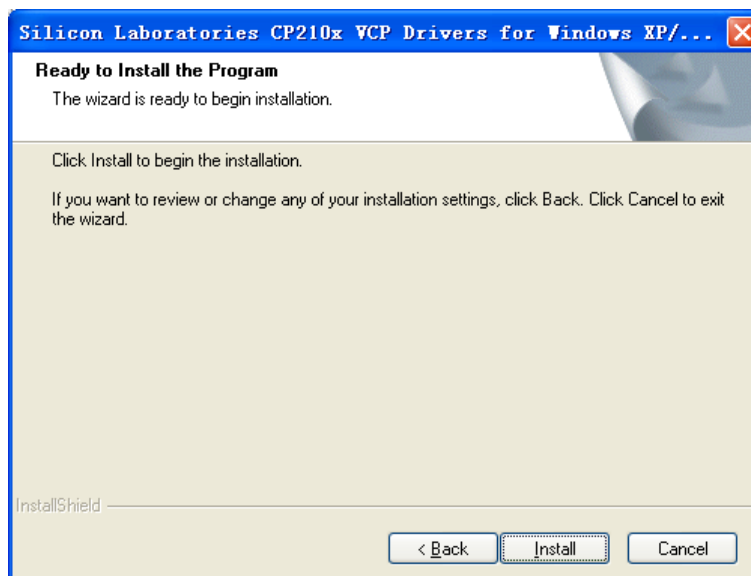 Silicon Laboratories CP210x VCP Drivers for Windows XP/...
Ready to Install the Program
The wizard is ready to begin installation.
Click Install to begin the installation.
If you want to review or change any of your installation settings, click Back. Click Cancel to exit
the wizard.
InstallShield
< Back
Install
Cancel